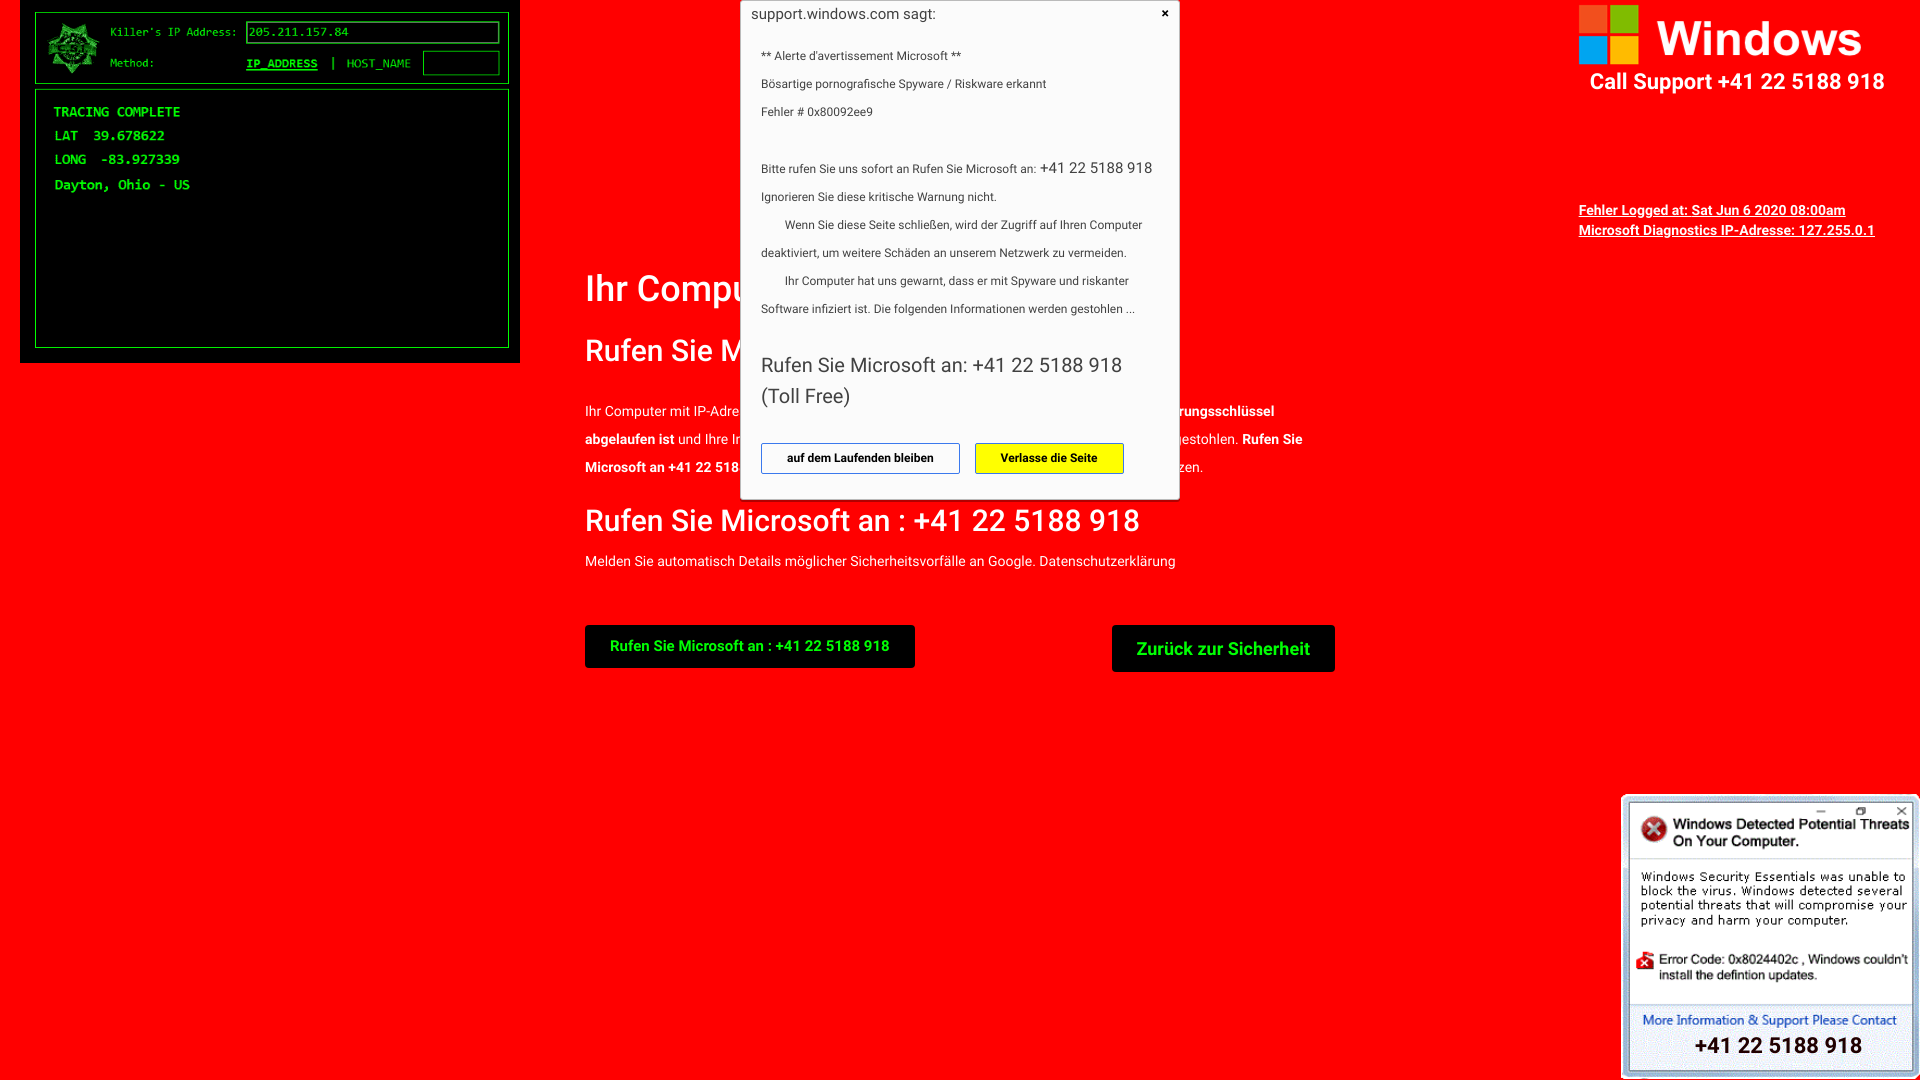 Killer's IP Address: 205.211.157.84
Method: IP_ADDRESS | HOST_NAME
TRACING COMPLETE
LAT 39.678622
LONG -83.927339
Dayton, Ohio - US
support.windows.com sagt: ×
** Alerte d'avertissement Microsoft **
Bösartige pornografische Spyware / Riskware erkannt
Fehler # 0x80092ee9
Bitte rufen Sie uns sofort an Rufen Sie Microsoft an: +41 22 5188 918
Ignorieren Sie diese kritische Warnung nicht.
Wenn Sie diese Seite schließen, wird der Zugriff auf Ihren Computer
deaktiviert, um weitere Schäden an unserem Netzwerk zu vermeiden.
Ihr Computer hat uns gewarnt, dass er mit Spyware und riskanter
Software infiziert ist. Die folgenden Informationen werden gestohlen ...
Rufen Sie Microsoft an: +41 22 5188 918
(Toll Free)
auf dem Laufenden bleiben
Verlasse die Seite
Windows
Call Support +41 22 5188 918
Fehler Logged at: Sat Jun 6 2020 08:00am
Microsoft Diagnostics IP-Adresse: 127.255.0.1
Ihr Compu
Rufen Sie M
Ihr Computer mit IP-Adre rungsschlüssel
abgelaufen ist und Ihre In gestohlen. Rufen Sie
Microsoft an +41 22 518 zen.
Rufen Sie Microsoft an : +41 22 5188 918
Melden Sie automatisch Details möglicher Sicherheitsvorfälle an Google. Datenschutzerklärung
Rufen Sie Microsoft an : +41 22 5188 918
Zurück zur Sicherheit
Windows Detected Potential Threats
On Your Computer.
Windows Security Essentials was unable to
block the virus. Windows detected several
potential threats that will compromise your
privacy and harm your computer.
Error Code: 0x8024402c , Windows couldn't
install the defintion updates.
More Information & Support Please Contact
+41 22 5188 918